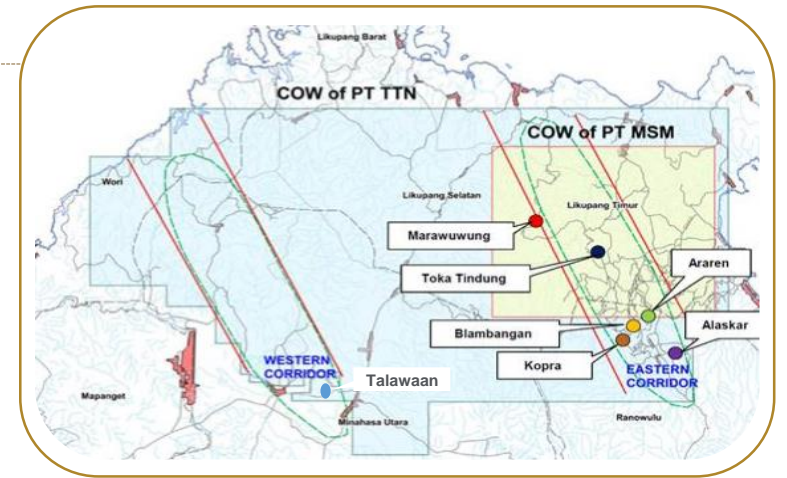 Likupang Barat
COW of PT TTN
COW of PT MSM
Wori
Likupang Selatan
Likupang Timur
Marawuwung
Toka Tindung
Araren
Blambangan
Alaskar
Kopra
WESTERN
CORRIDOR
Talawaan
EASTERN
CORRIDOR
Mapanget
Minahasa Utara
Ranowulu